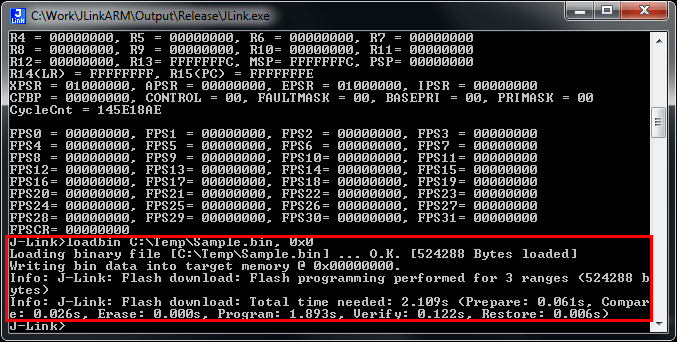 J Link
C:\Work\JLinkARM\Output\Release\JLink.exe
R4 = 00000000, R5 = 00000000, R6 = 00000000, R7 = 00000000
R8 = 00000000, R9 = 00000000, R10= 00000000, R11= 00000000
R12= 00000000, R13= FFFFFFFC, MSP= FFFFFFFC, PSP= 00000000
R14(LR) = FFFFFFFF, R15(PC) = FFFFFFFE
XPSR = 01000000, APSR = 00000000, EPSR = 01000000, IPSR = 00000000
CFBP = 00000000, CONTROL = 00, FAULTMASK = 00, BASEPRI = 00, PRIMASK = 00
CycleCnt = 145E18AE
FPS0 = 00000000, FPS1 = 00000000, FPS2 = 00000000, FPS3 = 00000000
FPS4 = 00000000, FPS5 = 00000000, FPS6 = 00000000, FPS7 = 00000000
FPS8 = 00000000, FPS9 = 00000000, FPS10= 00000000, FPS11= 00000000
FPS12= 00000000, FPS13= 00000000, FPS14= 00000000, FPS15= 00000000
FPS16= 00000000, FPS17= 00000000, FPS18= 00000000, FPS19= 00000000
FPS20= 00000000, FPS21= 00000000, FPS22= 00000000, FPS23= 00000000
FPS24= 00000000, FPS25= 00000000, FPS26= 00000000, FPS27= 00000000
FPS28= 00000000, FPS29= 00000000, FPS30= 00000000, FPS31= 00000000
FPSCR= 00000000
J-Link>loadbin C:\Temp\Sample.bin, 0x0
Loading binary file [C:\Temp\Sample.bin] ... O.K. [524288 Bytes loaded]
Writing bin data into target memory @ 0x00000000.
Info: J-Link: Flash download: Flash programming performed for 3 ranges (524288 b
ytes)
Info: J-Link: Flash download: Total time needed: 2.109s (Prepare: 0.061s, Compar
e: 0.026s, Erase: 0.000s, Program: 1.893s, Verify: 0.122s, Restore: 0.006s)
J-Link>